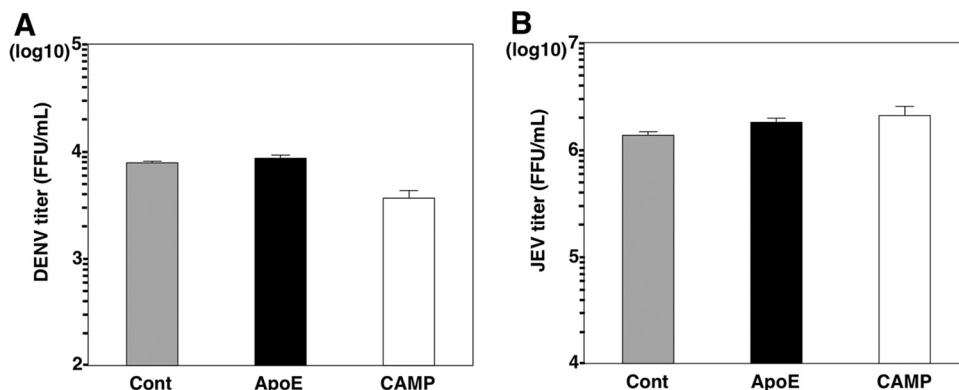 A
(log10)
5
4
3
2
DENV titer (FFU/mL)
Cont ApoE CAMP
B
(log10)
7
6
5
4
JEV titer (FFU/mL)
Cont ApoE CAMP